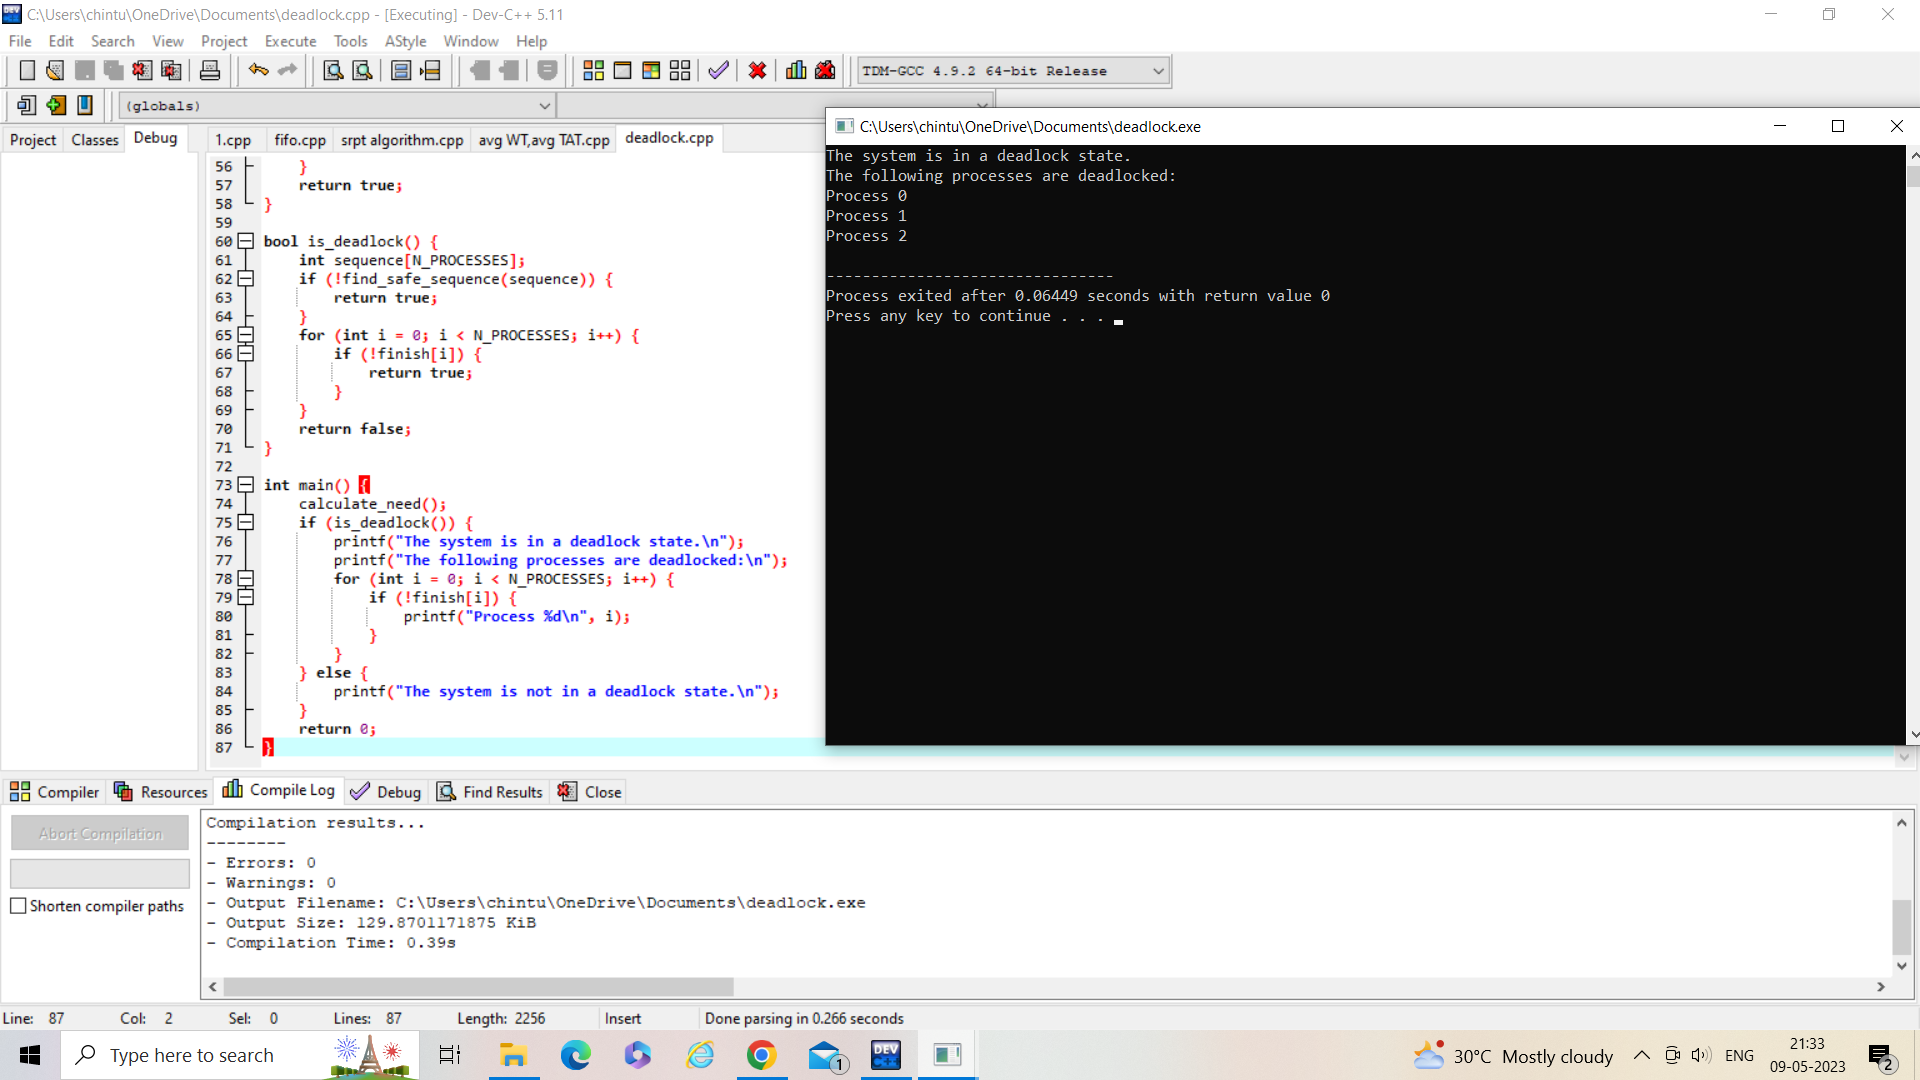 C:\Users\chintu\OneDrive\Documents\deadlock.cpp - [Executing] - Dev-C++ 5.11
File Edit Search View Project Execute Tools AStyle Window Help
TDM-GCC 4.9.2 64-bit Release
(globals)
Project Classes Debug
1.cpp fifo.cpp srpt algorithm.cpp avg WT,avg TAT.cpp deadlock.cpp
56 }
57 return true;
58 }
59
60 bool is_deadlock() {
61 int sequence[N_PROCESSES];
62 if (!find_safe_sequence(sequence)) {
63 return true;
64 }
65 for (int i = 0; i < N_PROCESSES; i++) {
66 if (!finish[i]) {
67 return true;
68 }
69 }
70 return false;
71 }
72
73 int main() {
74 calculate_need();
75 if (is_deadlock()) {
76 printf("The system is in a deadlock state.\n");
77 printf("The following processes are deadlocked:\n");
78 for (int i = 0; i < N_PROCESSES; i++) {
79 if (!finish[i]) {
80 printf("Process %d\n", i);
81 }
82 }
83 } else {
84 printf("The system is not in a deadlock state.\n");
85 }
86 return 0;
87 }
C:\Users\chintu\OneDrive\Documents\deadlock.exe
The system is in a deadlock state.
The following processes are deadlocked:
Process 0
Process 1
Process 2
--------------------------------
Process exited after 0.06449 seconds with return value 0
Press any key to continue . . .
Compiler Resources Compile Log Debug Find Results Close
Abort Compilation
Shorten compiler paths
Compilation results...
--------
- Errors: 0
- Warnings: 0
- Output Filename: C:\Users\chintu\OneDrive\Documents\deadlock.exe
- Output Size: 129.8701171875 KiB
- Compilation Time: 0.39s
Line: 87 Col: 2 Sel: 0 Lines: 87 Length: 2256 Insert Done parsing in 0.266 seconds
Type here to search
1
DEV
C++
30°C Mostly cloudy
ENG
21:33
09-05-2023
2